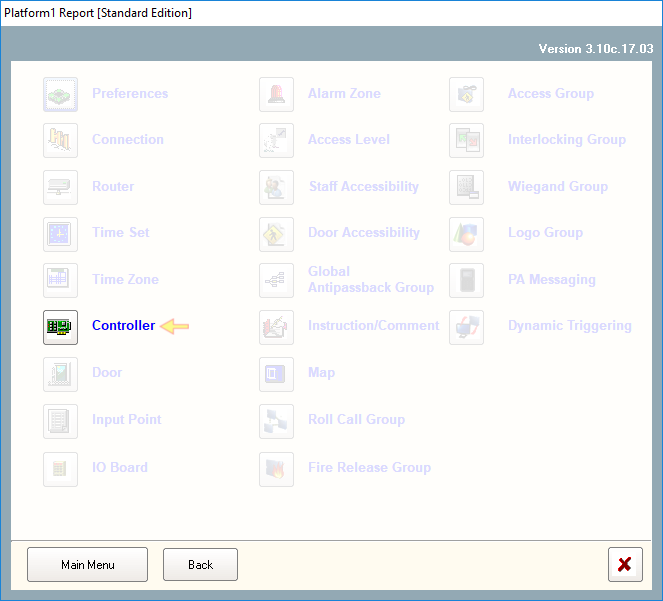 Platform1 Report [Standard Edition]
Version 3.10c.17.03
Preferences
Connection
Router
Time Set
Time Zone
Controller
Door
Input Point
IO Board
Alarm Zone
Access Level
Staff Accessibility
Door Accessibility
Global
Antipassback Group
Instruction/Comment
Map
Roll Call Group
Fire Release Group
Access Group
Interlocking Group
Wiegand Group
Logo Group
PA Messaging
Dynamic Triggering
Main Menu
Back